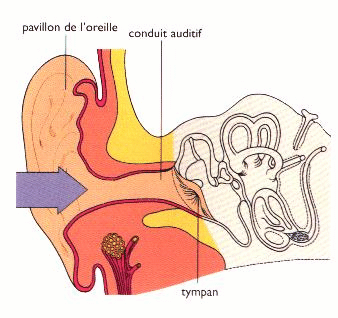 pavillon de l'oreille
conduit auditif
tympan